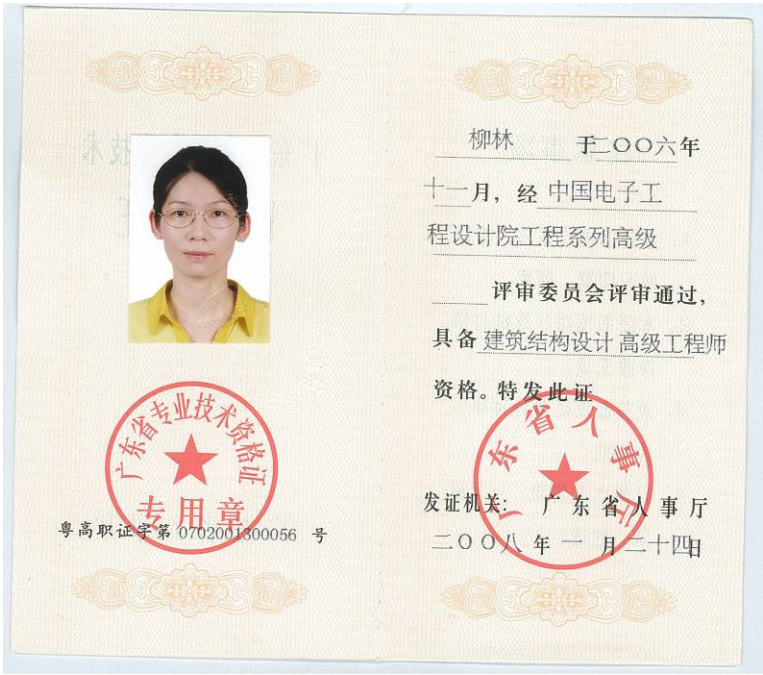 广东省专业技术资格证
专用章
粤高职证字第 0702001300056 号
柳林 于二〇〇六年
十一月，经 中国电子工
程设计院工程系列高级
评审委员会评审通过，
具备 建筑结构设计 高级工程师
资格。特发此证
广东省人事厅
发证机关： 广东省人事厅
二〇〇八 年 一 月 二十四日